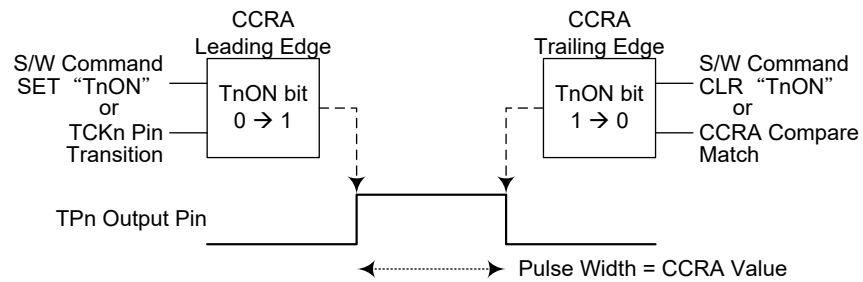 CCRA
Leading Edge
S/W Command
SET “TnON”
or
TCKn Pin
Transition
TnON bit
0 → 1
CCRA
Trailing Edge
TnON bit
1 → 0
S/W Command
CLR “TnON”
or
CCRA Compare
Match
TPn Output Pin
Pulse Width = CCRA Value